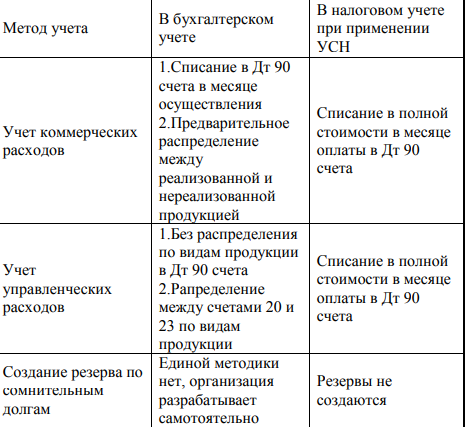 Метод учета
В бухгалтерском
учете
В налоговом учете
при применении
УСН
Учет коммерческих
расходов
1.Списание в Дт 90
счета в месяце
осуществления
2.Предварительное
распределение
между
реализованной и
нереализованной
продукцией
Списание в полной
стоимости в месяце
оплаты в Дт 90
счета
Учет
управленческих
расходов
1.Без распределения
по видам продукции
в Дт 90 счета
2.Рапределение
между счетами 20 и
23 по видам
продукции
Списание в полной
стоимости в месяце
оплаты в Дт 90
счета
Создание резерва по
сомнительным
долгам
Единой методики
нет, организация
разрабатывает
самотоятельно
Резервы не
создаются